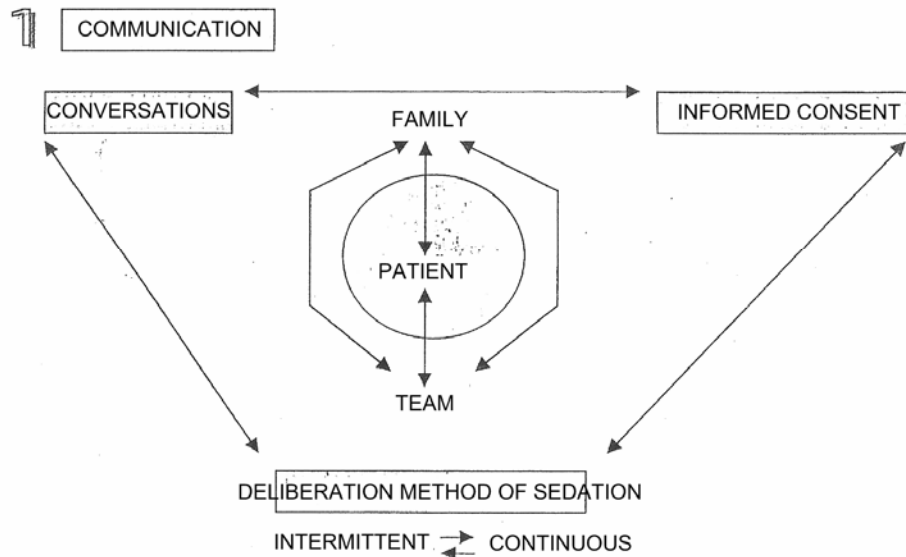 1 COMMUNICATION
CONVERSATIONS
INFORMED CONSENT
FAMILY
PATIENT
TEAM
DELIBERATION METHOD OF SEDATION
INTERMITTENT CONTINUOUS